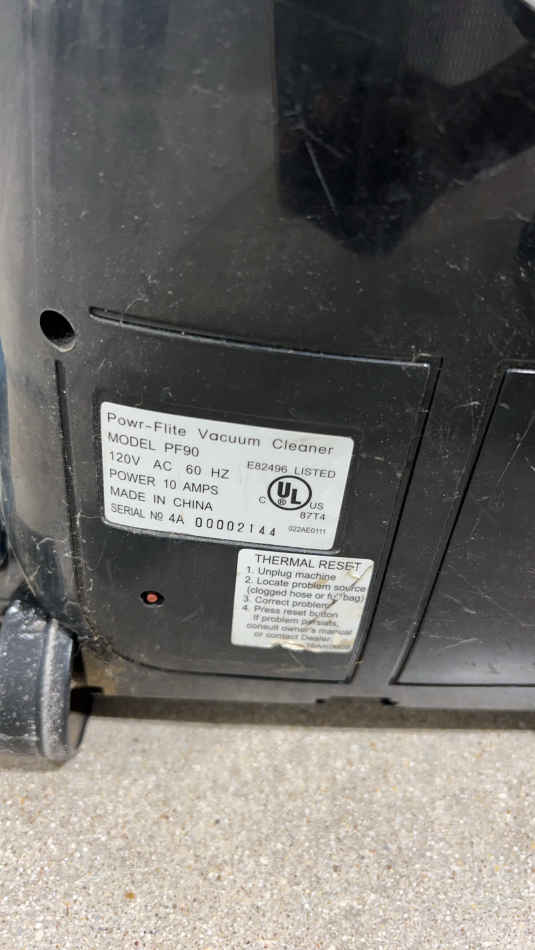 Powr-Flite Vacuum Cleaner
MODEL PF90
120V AC 60 HZ
POWER 10 AMPS
MADE IN CHINA
SERIAL Nº 4A 00002144
E82496 LISTED
C UL ® US
87T4
022AE0111
THERMAL RESET
1. Unplug machine
2. Locate problem source
(clogged hose or bag)
3. Correct problem
4. Press reset button
If problem persists,
consult owner's manual
or contact Dealer.